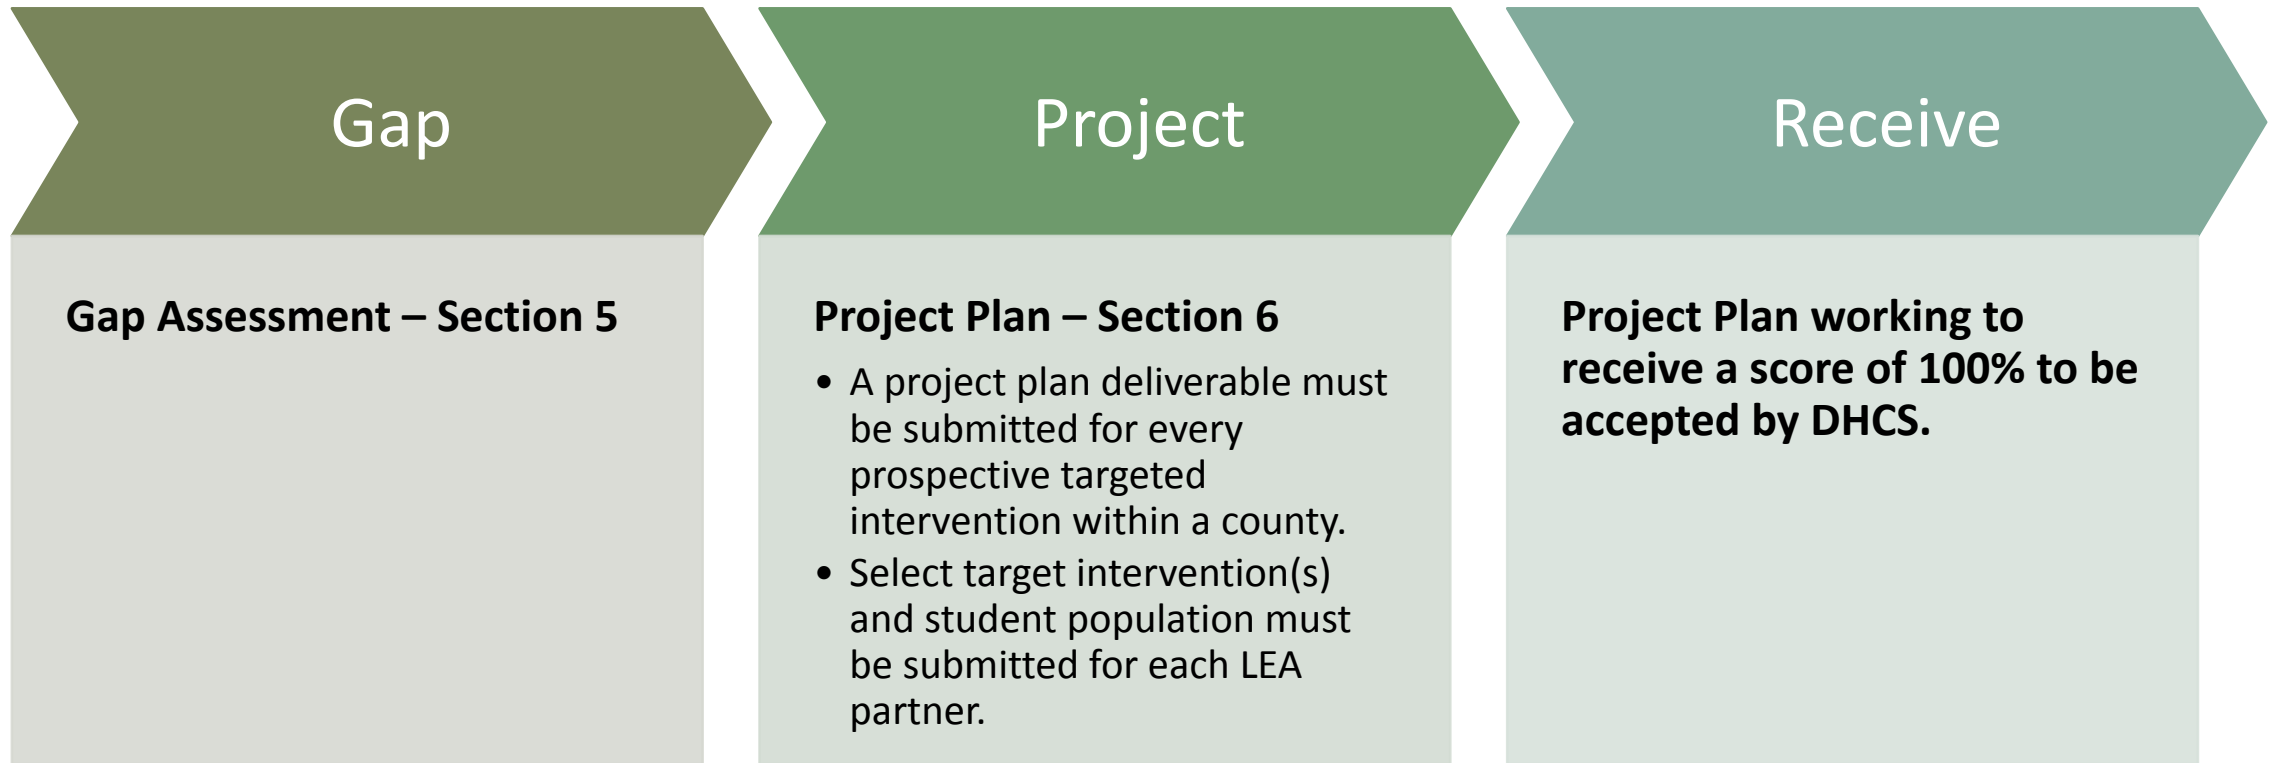 Gap
Gap Assessment – Section 5
Project
Project Plan – Section 6
• A project plan deliverable must
be submitted for every
prospective targeted
intervention within a county.
• Select target intervention(s)
and student population must
be submitted for each LEA
partner.
Receive
Project Plan working to
receive a score of 100% to be
accepted by DHCS.